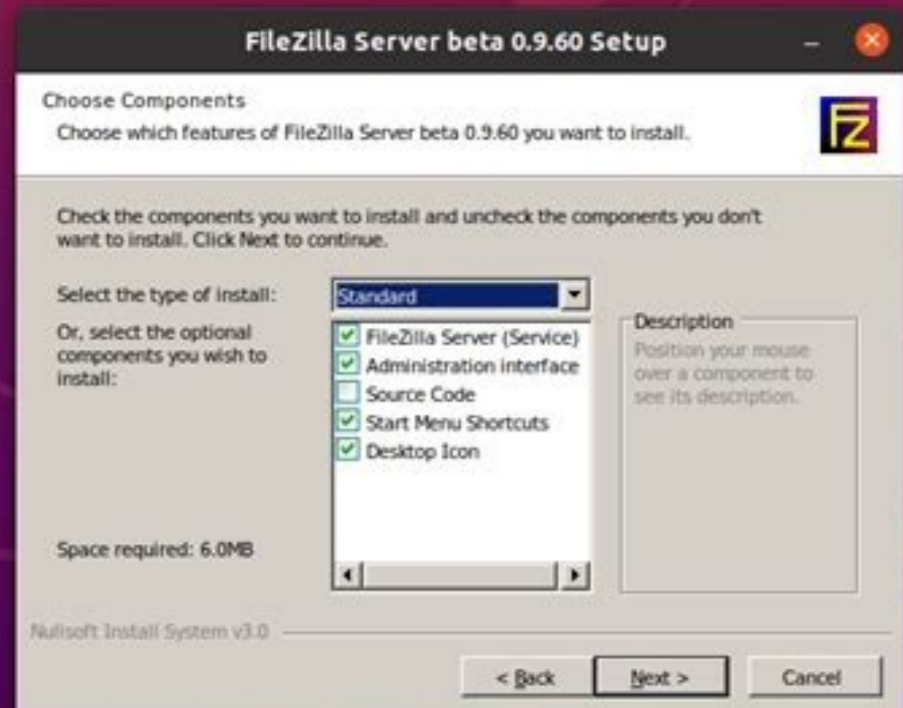 FileZilla Server beta 0.9.60 Setup
Choose Components
Choose which features of FileZilla Server beta 0.9.60 you want to install.
FZ
Check the components you want to install and uncheck the components you don't
want to install. Click Next to continue.
Select the type of install:
Standard
Or, select the optional
components you wish to
install:
FileZilla Server (Service)
Administration interface
Source Code
Start Menu Shortcuts
Desktop Icon
Description
Position your mouse
over a component to
see its description.
Space required: 6.0MB
Nullsoft Install System v3.0
< Back
Next >
Cancel